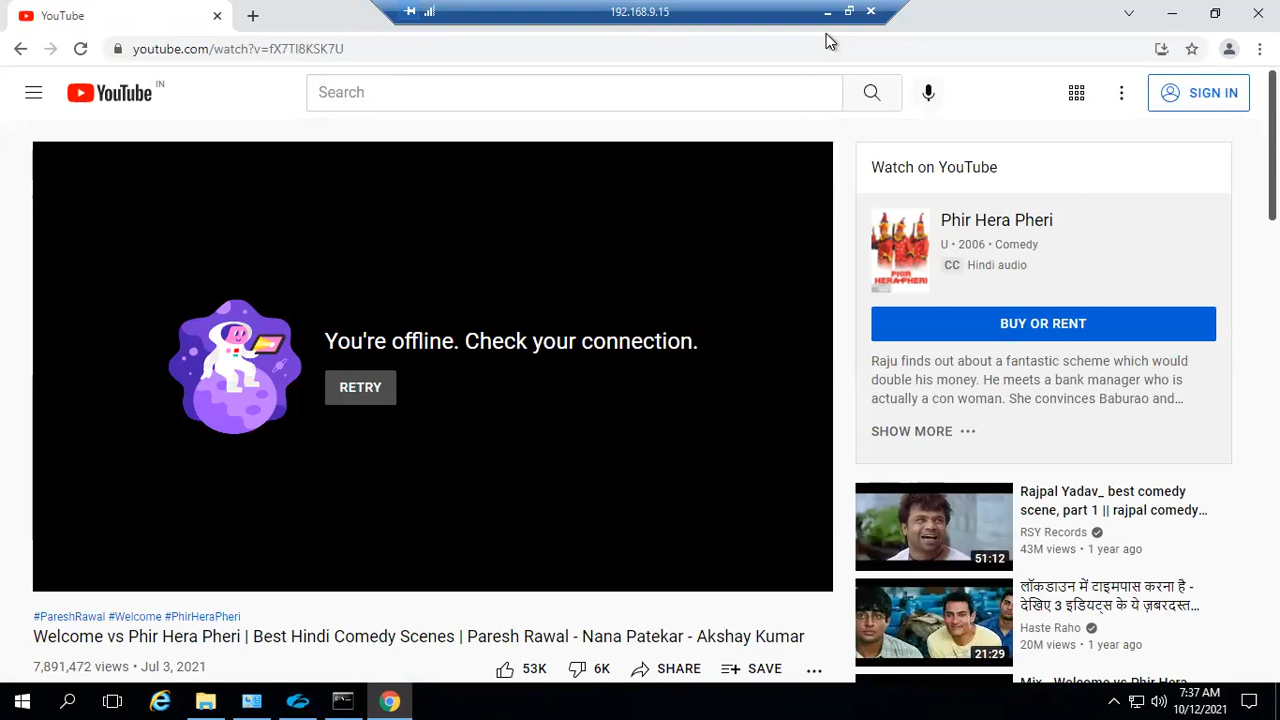 YouTube
192.168.9.15
youtube.com/watch?v=fX7TI8KSK7U
YouTube IN
Search
SIGN IN
You're offline. Check your connection.
RETRY
Watch on YouTube
PHIR
HERA PHERI
Phir Hera Pheri
U • 2006 • Comedy
CC Hindi audio
BUY OR RENT
Raju finds out about a fantastic scheme which would
double his money. He meets a bank manager who is
actually a con woman. She convinces Baburao and...
SHOW MORE
51:12
Rajpal Yadav_ best comedy
scene, part 1 || rajpal comedy...
RSY Records
43M views • 1 year ago
21:29
लॉकडाउन में टाइमपास करना है -
देखिए 3 इडियट्स के ये ज़बरदस्त...
Haste Raho
20M views • 1 year ago
#PareshRawal #Welcome #PhirHeraPheri
Welcome vs Phir Hera Pheri | Best Hindi Comedy Scenes | Paresh Rawal - Nana Patekar - Akshay Kumar
7,891,472 views • Jul 3, 2021
53K
6K
SHARE
SAVE
7:37 AM
10/12/2021